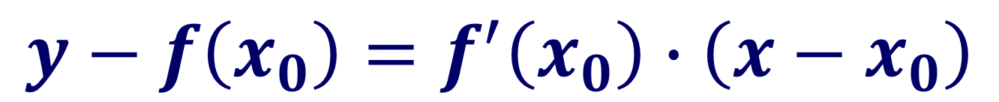 y − f(x₀) = f′(x₀) · (x − x₀)